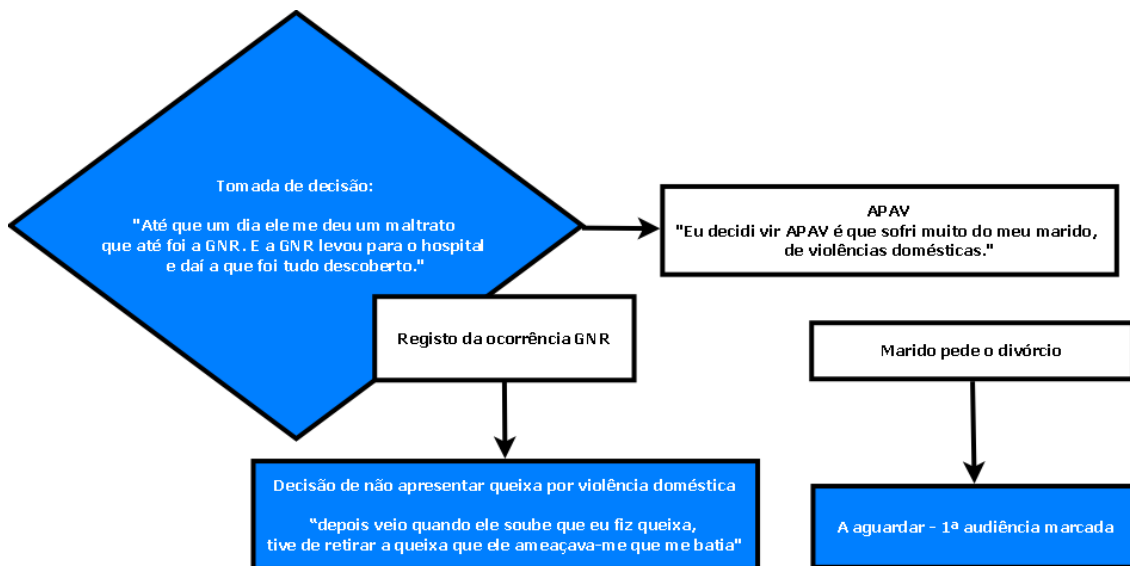 Tomada de decisão:
"Até que um dia ele me deu um maltrato
que até foi a GNR. E a GNR levou para o hospital
e daí a que foi tudo descoberto."
APAV
"Eu decidi vir APAV é que sofri muito do meu marido,
de violências domésticas."
Registo da ocorrência GNR
Marido pede o divórcio
Decisão de não apresentar queixa por violência doméstica
“depois veio quando ele soube que eu fiz queixa,
tive de retirar a queixa que ele ameaçava-me que me batia"
A aguardar - 1ª audiência marcada